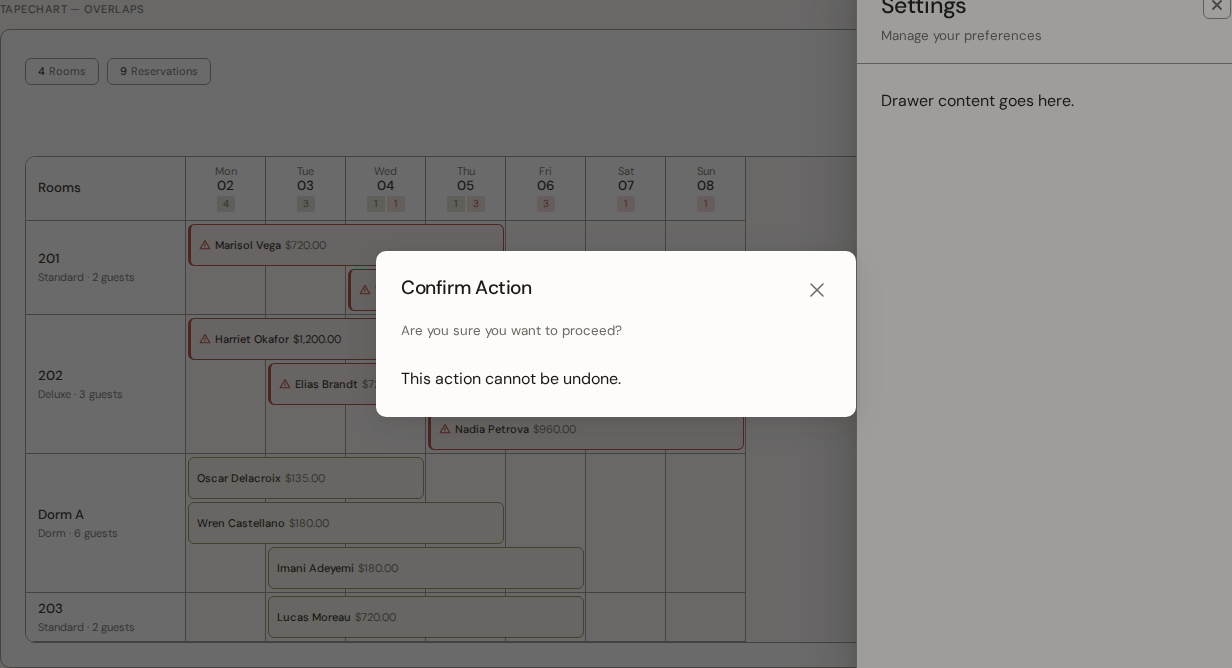 TAPECHART — OVERLAPS
4 Rooms
9 Reservations
Rooms
Mon 02 4
Tue 03 3
Wed 04 1 1
Thu 05 1 3
Fri 06 3
Sat 07 1
Sun 08 1
201
Standard · 2 guests
Marisol Vega $720.00
202
Deluxe · 3 guests
Harriet Okafor $1,200.00
Elias Brandt
Nadia Petrova $960.00
Dorm A
Dorm · 6 guests
Oscar Delacroix $135.00
Wren Castellano $180.00
Imani Adeyemi $180.00
203
Standard · 2 guests
Lucas Moreau $720.00
Confirm Action
Are you sure you want to proceed?
This action cannot be undone.
Settings
Manage your preferences
Drawer content goes here.